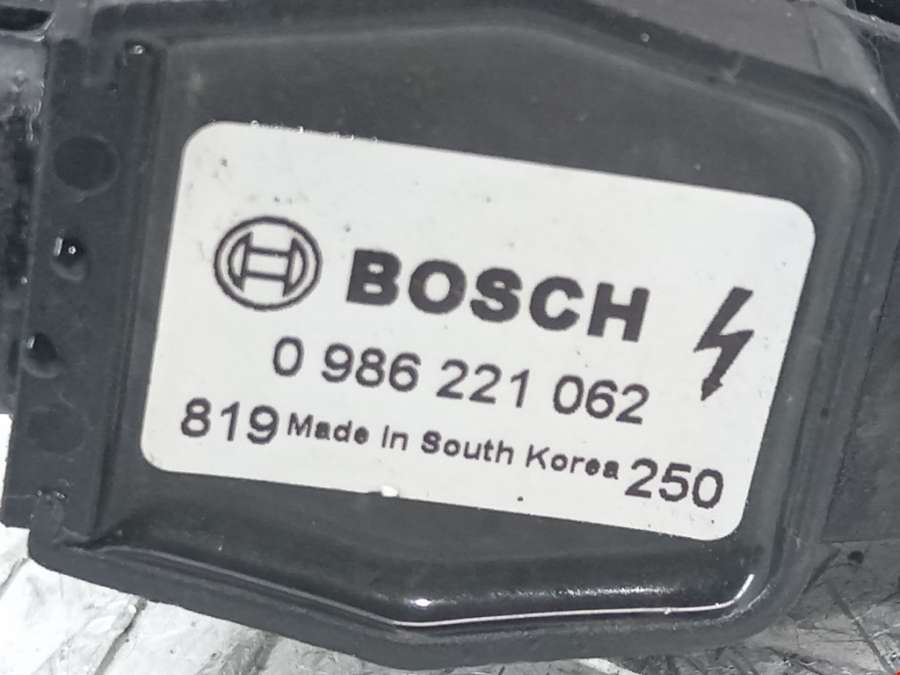 BOSCH
0 986 221 062
819 Made In South Korea 250